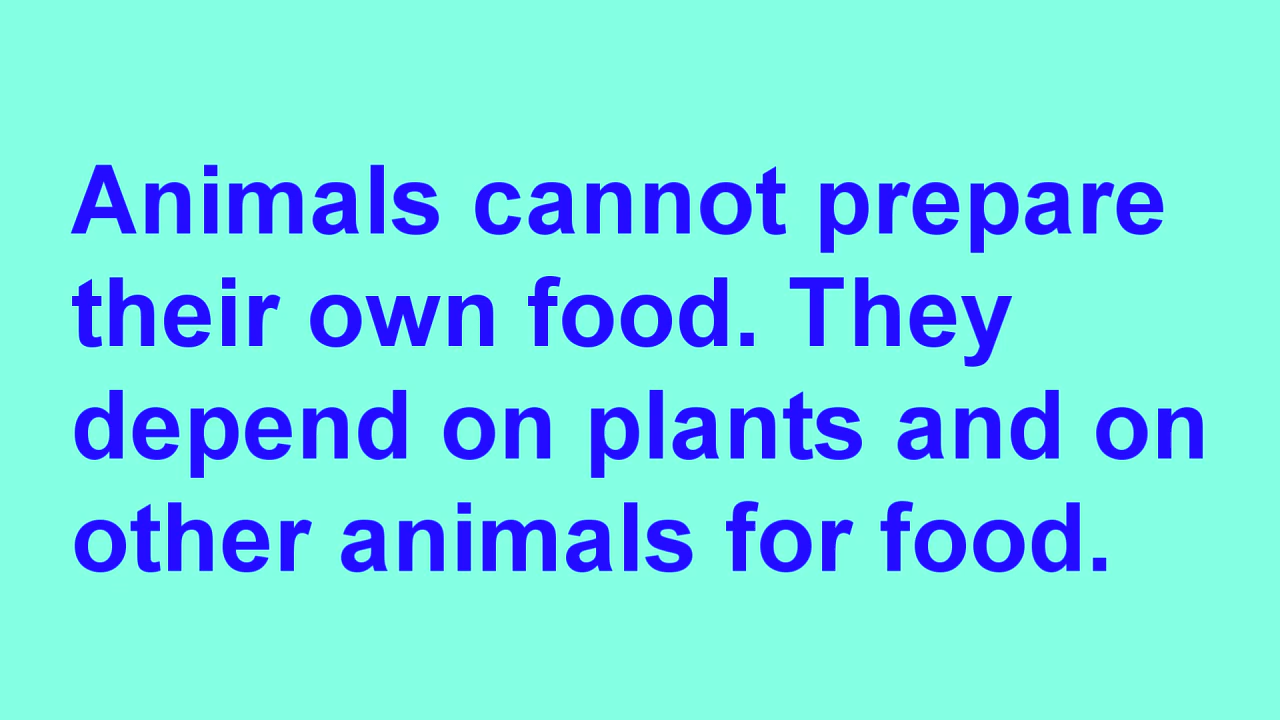 Animals cannot prepare
their own food. They
depend on plants and on
other animals for food.